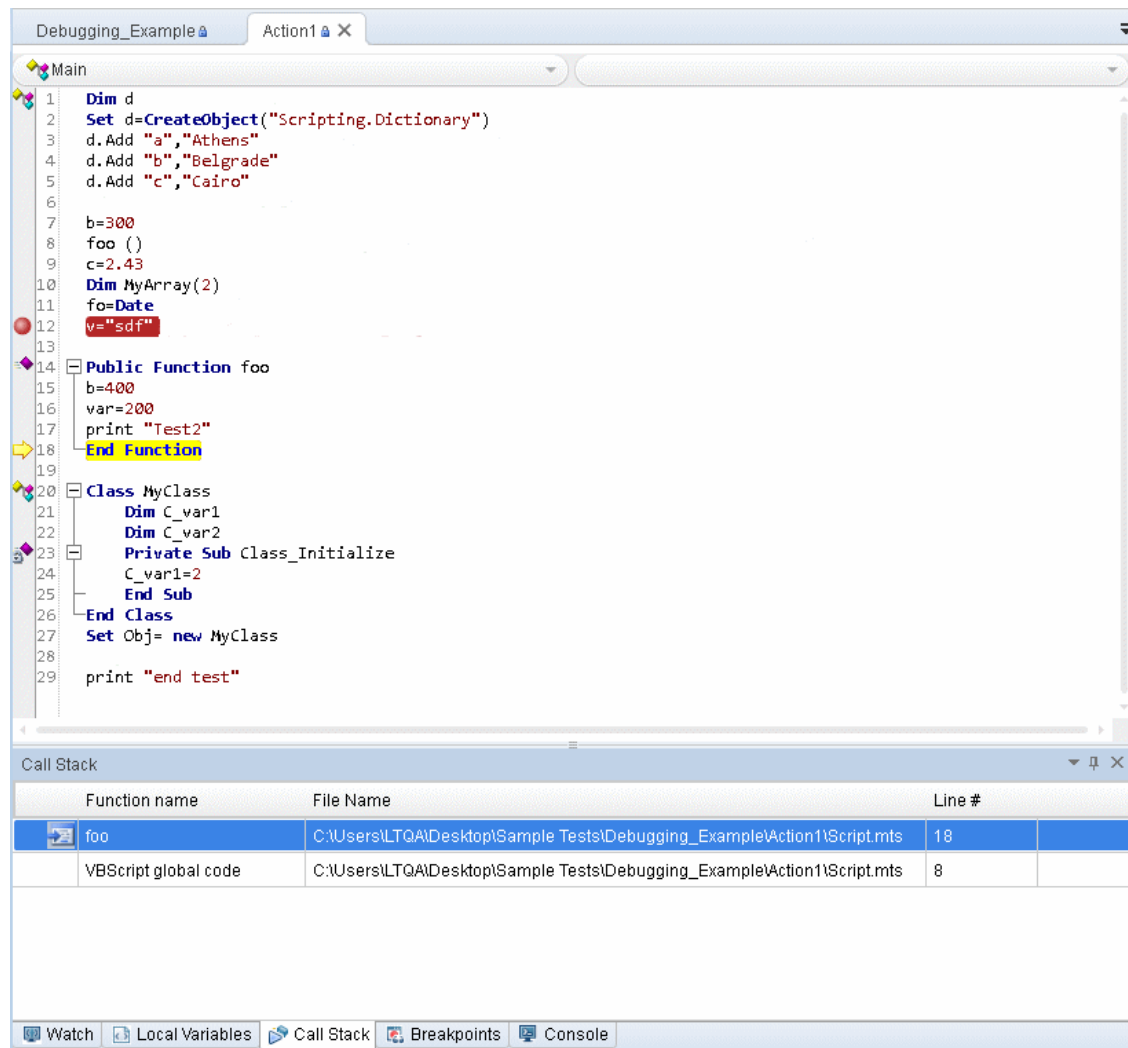 Debugging_Example Action1
Main
1 Dim d
2 Set d=CreateObject("Scripting.Dictionary")
3 d.Add "a","Athens"
4 d.Add "b","Belgrade"
5 d.Add "c","Cairo"
6
7 b=300
8 foo ()
9 c=2.43
10 Dim MyArray(2)
11 fo=Date
12 v="sdf"
13
14 Public Function foo
15 b=400
16 var=200
17 print "Test2"
18 End Function
19
20 Class MyClass
21 Dim C_var1
22 Dim C_var2
23 Private Sub Class_Initialize
24 C_var1=2
25 End Sub
26 End Class
27 Set Obj= new MyClass
28
29 print "end test"
Call Stack
Function name File Name Line #
foo C:\Users\LTQA\Desktop\Sample Tests\Debugging_Example\Action1\Script.mts 18
VBScript global code C:\Users\LTQA\Desktop\Sample Tests\Debugging_Example\Action1\Script.mts 8
Watch Local Variables Call Stack Breakpoints Console